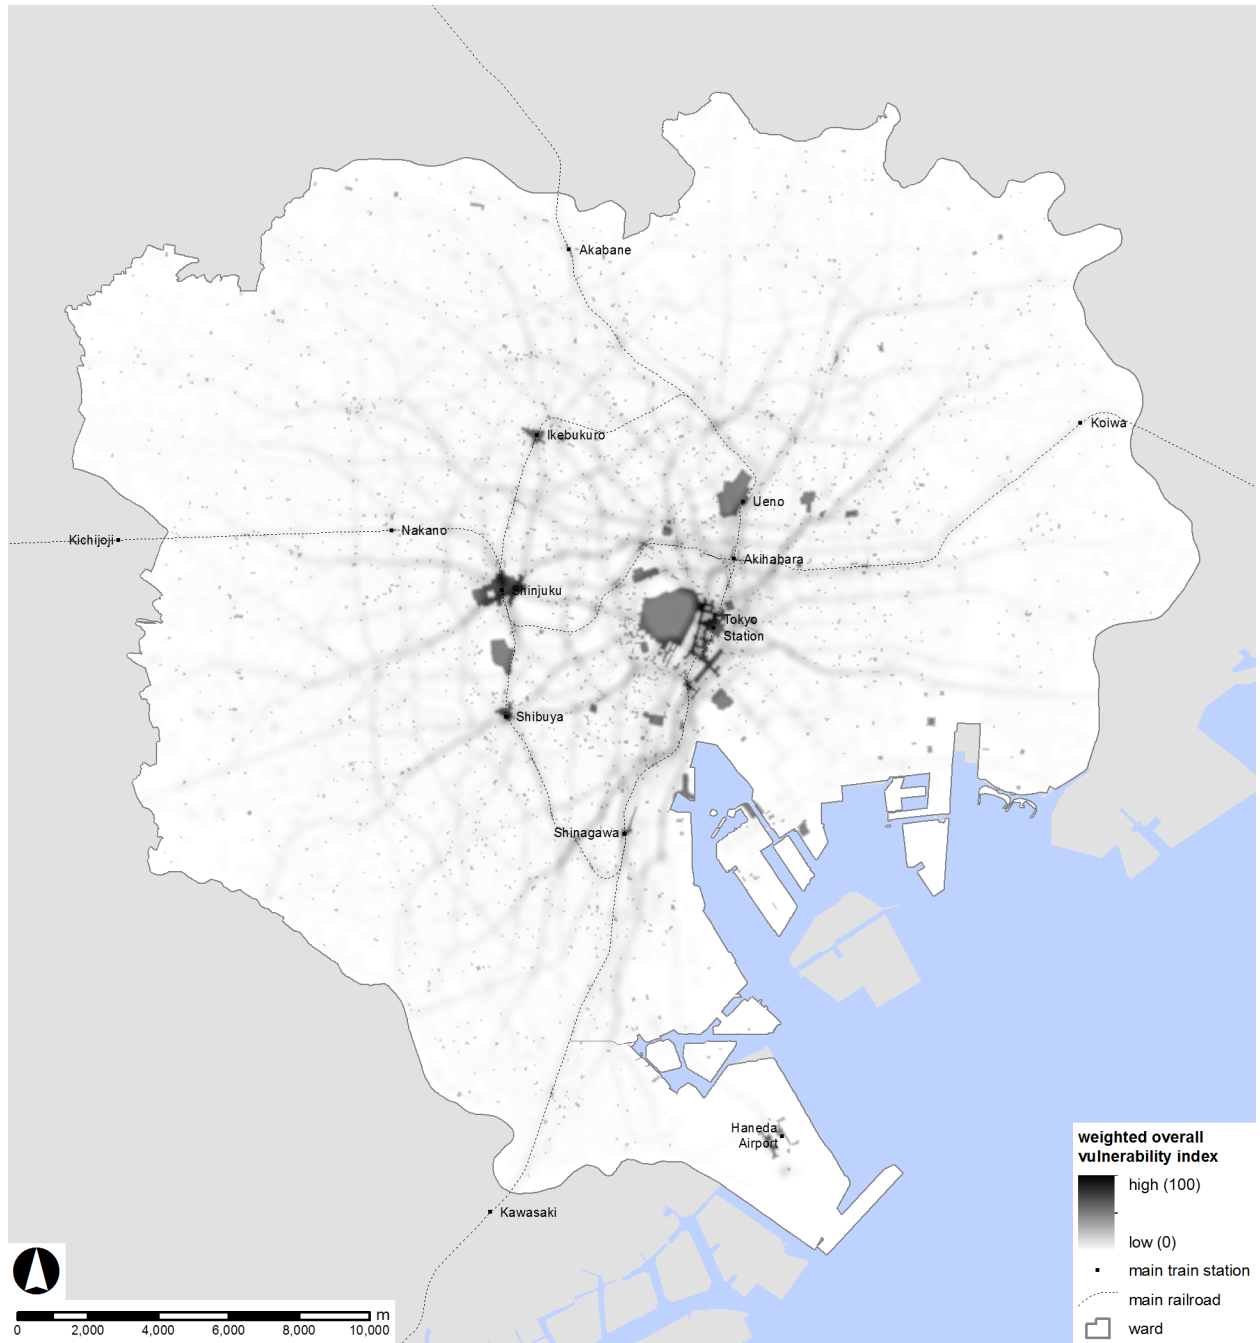 Akabane
Ikebukuro
Koiwa
Ueno
Nakano
Kichijoji
Akihabara
Shinjuku
Tokyo
Station
Shibuya
Shinagawa
Haneda
Airport
Kawasaki
weighted overall
vulnerability index
high (100)
low (0)
main train station
main railroad
ward
m
0 2,000 4,000 6,000 8,000 10,000